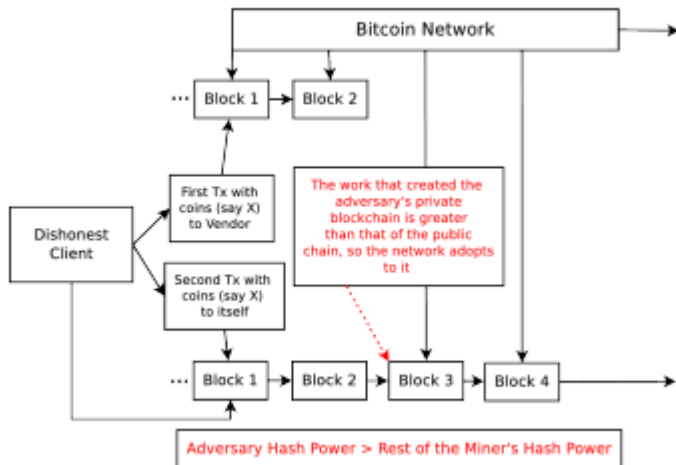 Bitcoin Network
... Block 1
Block 2
First Tx with
coins (say X)
to Vendor
The work that created the
adversary's private
blockchain is greater
than that of the public
chain, so the network adopts
to it
Dishonest
Client
Second Tx with
coins (say X)
to itself
... Block 1
Block 2
Block 3
Block 4
Adversary Hash Power > Rest of the Miner's Hash Power